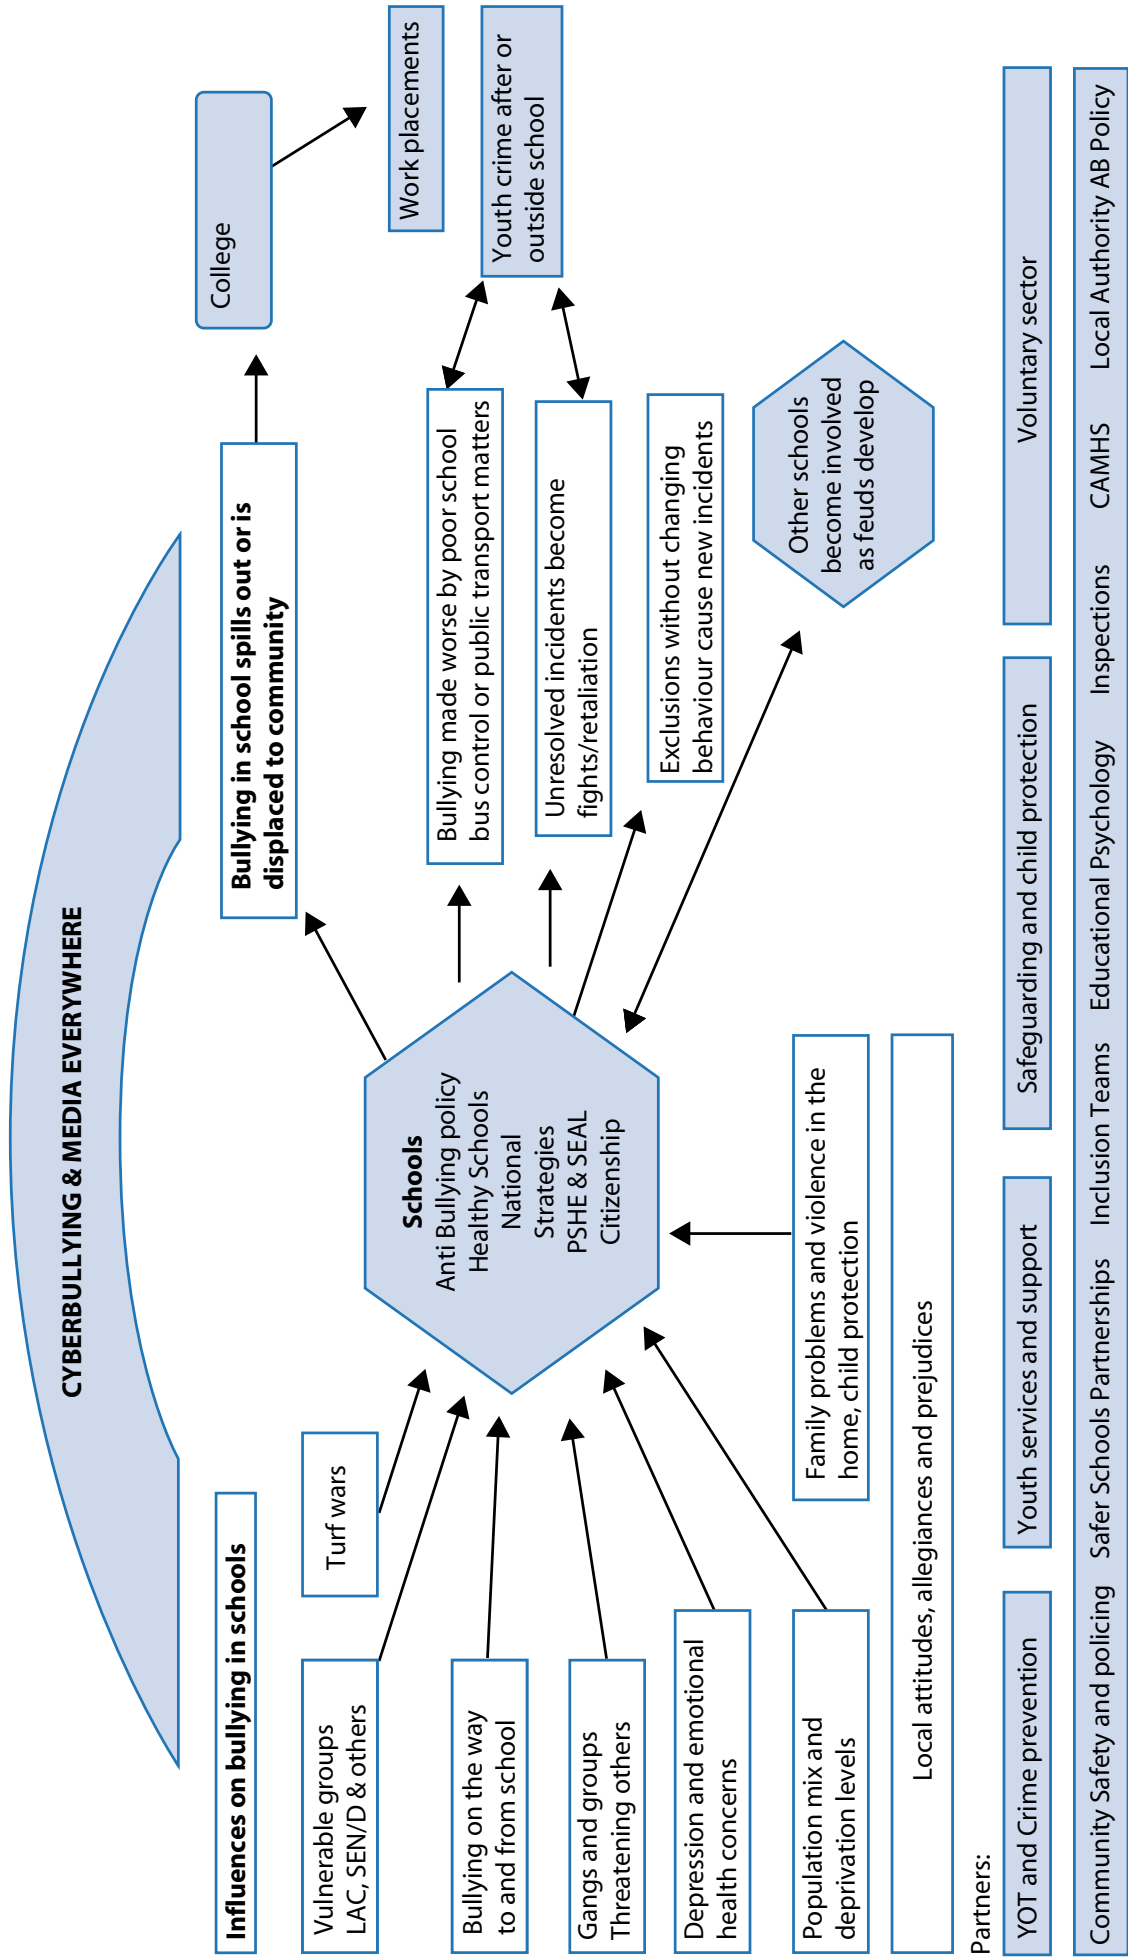 CYBERBULLYING & MEDIA EVERYWHERE
Influences on bullying in schools
Turf wars
Vulnerable groups
LAC, SEN/D & others
Bullying on the way
to and from school
Gangs and groups
Threatening others
Depression and emotional
health concerns
Population mix and
deprivation levels
Family problems and violence in the
home, child protection
Local attitudes, allegiances and prejudices
Schools
Anti Bullying policy
Healthy Schools
National
Strategies
PSHE & SEAL
Citizenship
Bullying in school spills out or is
displaced to community
College
Work placements
Bullying made worse by poor school
bus control or public transport matters
Youth crime after or
outside school
Unresolved incidents become
fights/retaliation
Exclusions without changing
behaviour cause new incidents
Other schools
become involved
as feuds develop
Partners:
YOT and Crime prevention
Youth services and support
Safeguarding and child protection
Voluntary sector
Community Safety and policing Safer Schools Partnerships Inclusion Teams Educational Psychology Inspections CAMHS Local Authority AB Policy